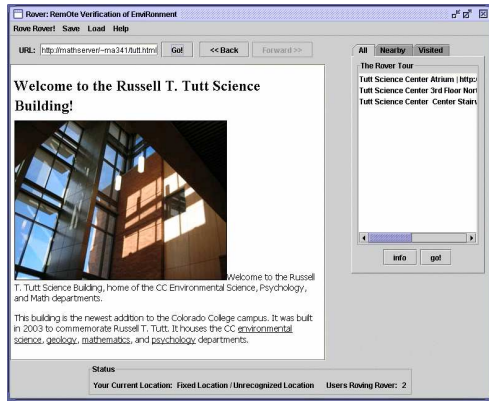 Rover: RemOte Verification of EnviRonment
Rove Rover! Save Load Help
URL: http://mathserver/~ma341/tutt.html Go! << Back Forward >>
All Nearby Visited
The Rover Tour
Tutt Science Center Atrium | http:/
Tutt Science Center 3rd Floor Nort
Tutt Science Center Center Stairw
info go!
Welcome to the Russell T. Tutt Science
Building!
Welcome to the Russell
T. Tutt Science Building, home of the CC Environmental Science, Psychology,
and Math departments.
This building is the newest addition to the Colorado College campus. It was built
in 2003 to commemorate Russell T. Tutt. It houses the CC environmental
science, geology, mathematics, and psychology departments.
Status
Your Current Location: Fixed Location / Unrecognized Location Users Roving Rover: 2